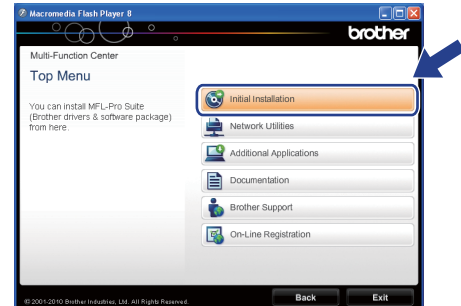 Macromedia Flash Player 8
brother
Multi-Function Center
Top Menu
You can install MFL-Pro Suite
(Brother drivers & software package)
from here.
Initial Installation
Network Utilities
Additional Applications
Documentation
Brother Support
On-Line Registration
© 2001-2010 Brother Industries, Ltd. All Rights Reserved.
Back
Exit